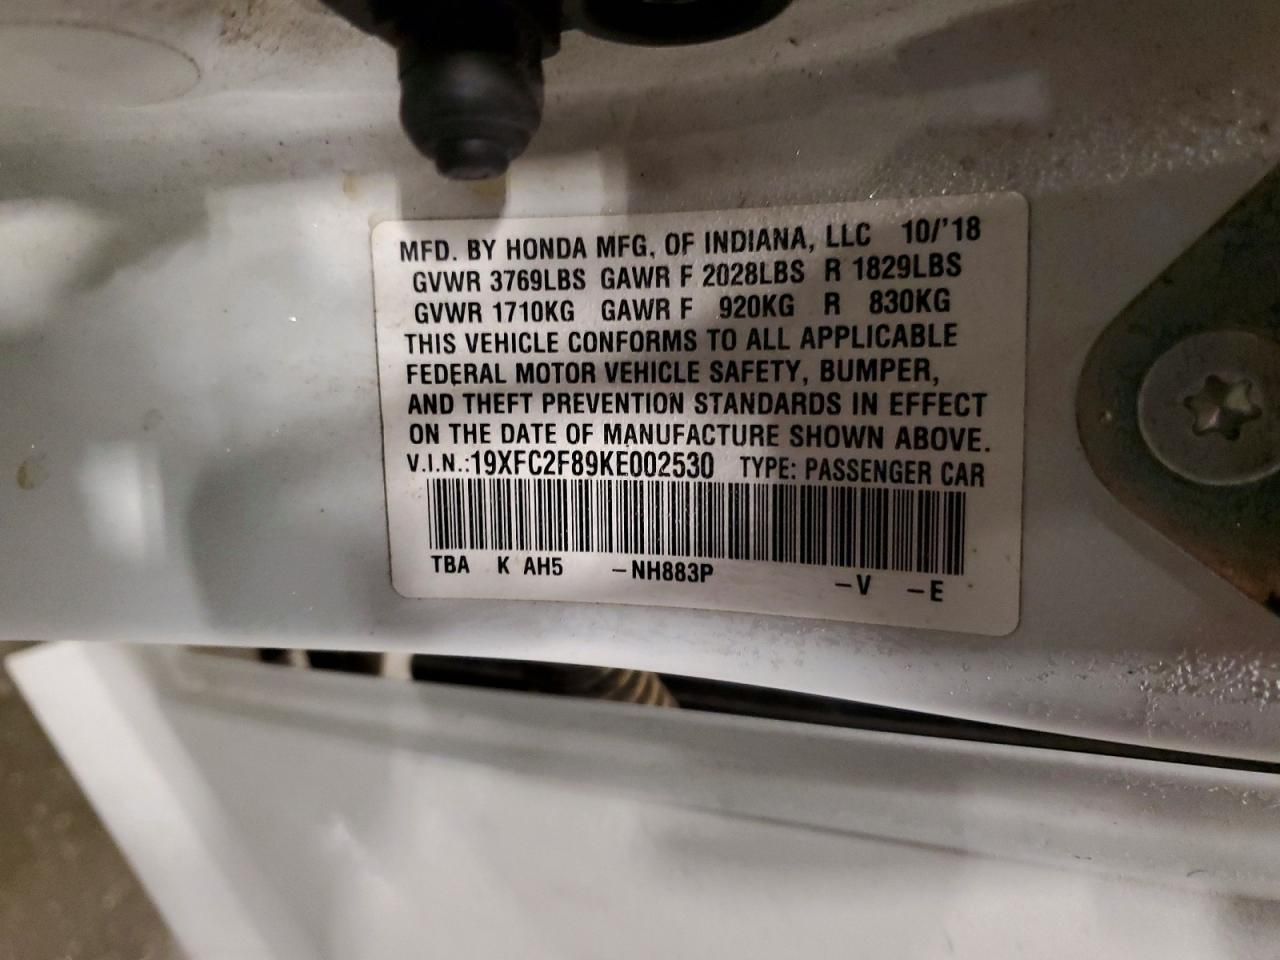 MFD. BY HONDA MFG, OF INDIANA, LLC 10/'18
GVWR 3769LBS GAWR F 2028LBS R 1829LBS
GVWR 1710KG GAWR F 920KG R 830KG
THIS VEHICLE CONFORMS TO ALL APPLICABLE
FEDERAL MOTOR VEHICLE SAFETY, BUMPER,
AND THEFT PREVENTION STANDARDS IN EFFECT
ON THE DATE OF MANUFACTURE SHOWN ABOVE.
V.I.N.:19XFC2F89KE002530 TYPE: PASSENGER CAR
TBA K AH5 -NH883P -V -E